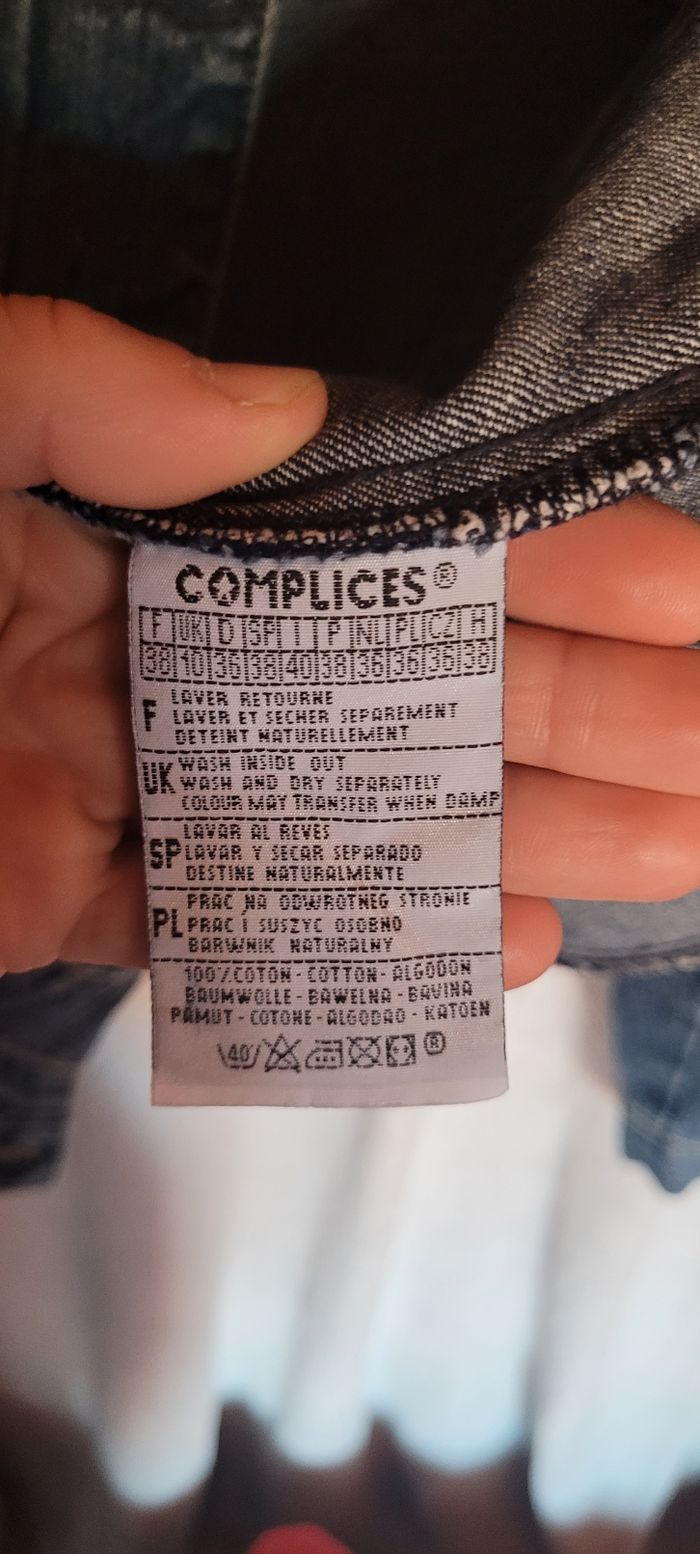 COMPLICES®
F UK D SP I P NL PL CZ H
38 10 36 38 40 38 36 36 36 36
F LAVER RETOURNE
LAVER ET SECHER SEPAREMENT
DETEINT NATURELLEMENT
UK WASH INSIDE OUT
WASH AND DRY SEPARATELY
COLOUR MAY TRANSFER WHEN DAMP
SP LAVAR AL REVES
LAVAR Y SECAR SEPARADO
DESTINE NATURALMENTE
PL PRAC NA ODWROTNEG STRONIE
PRAC I SUSZYC OSOBNO
BARWNIK NATURALNY
100% COTON - COTTON - ALGODON
BAUMWOLLE - BAWELNA - BAVINA
PAMUT - COTONE - ALGODAO - KATOEN
40 ®